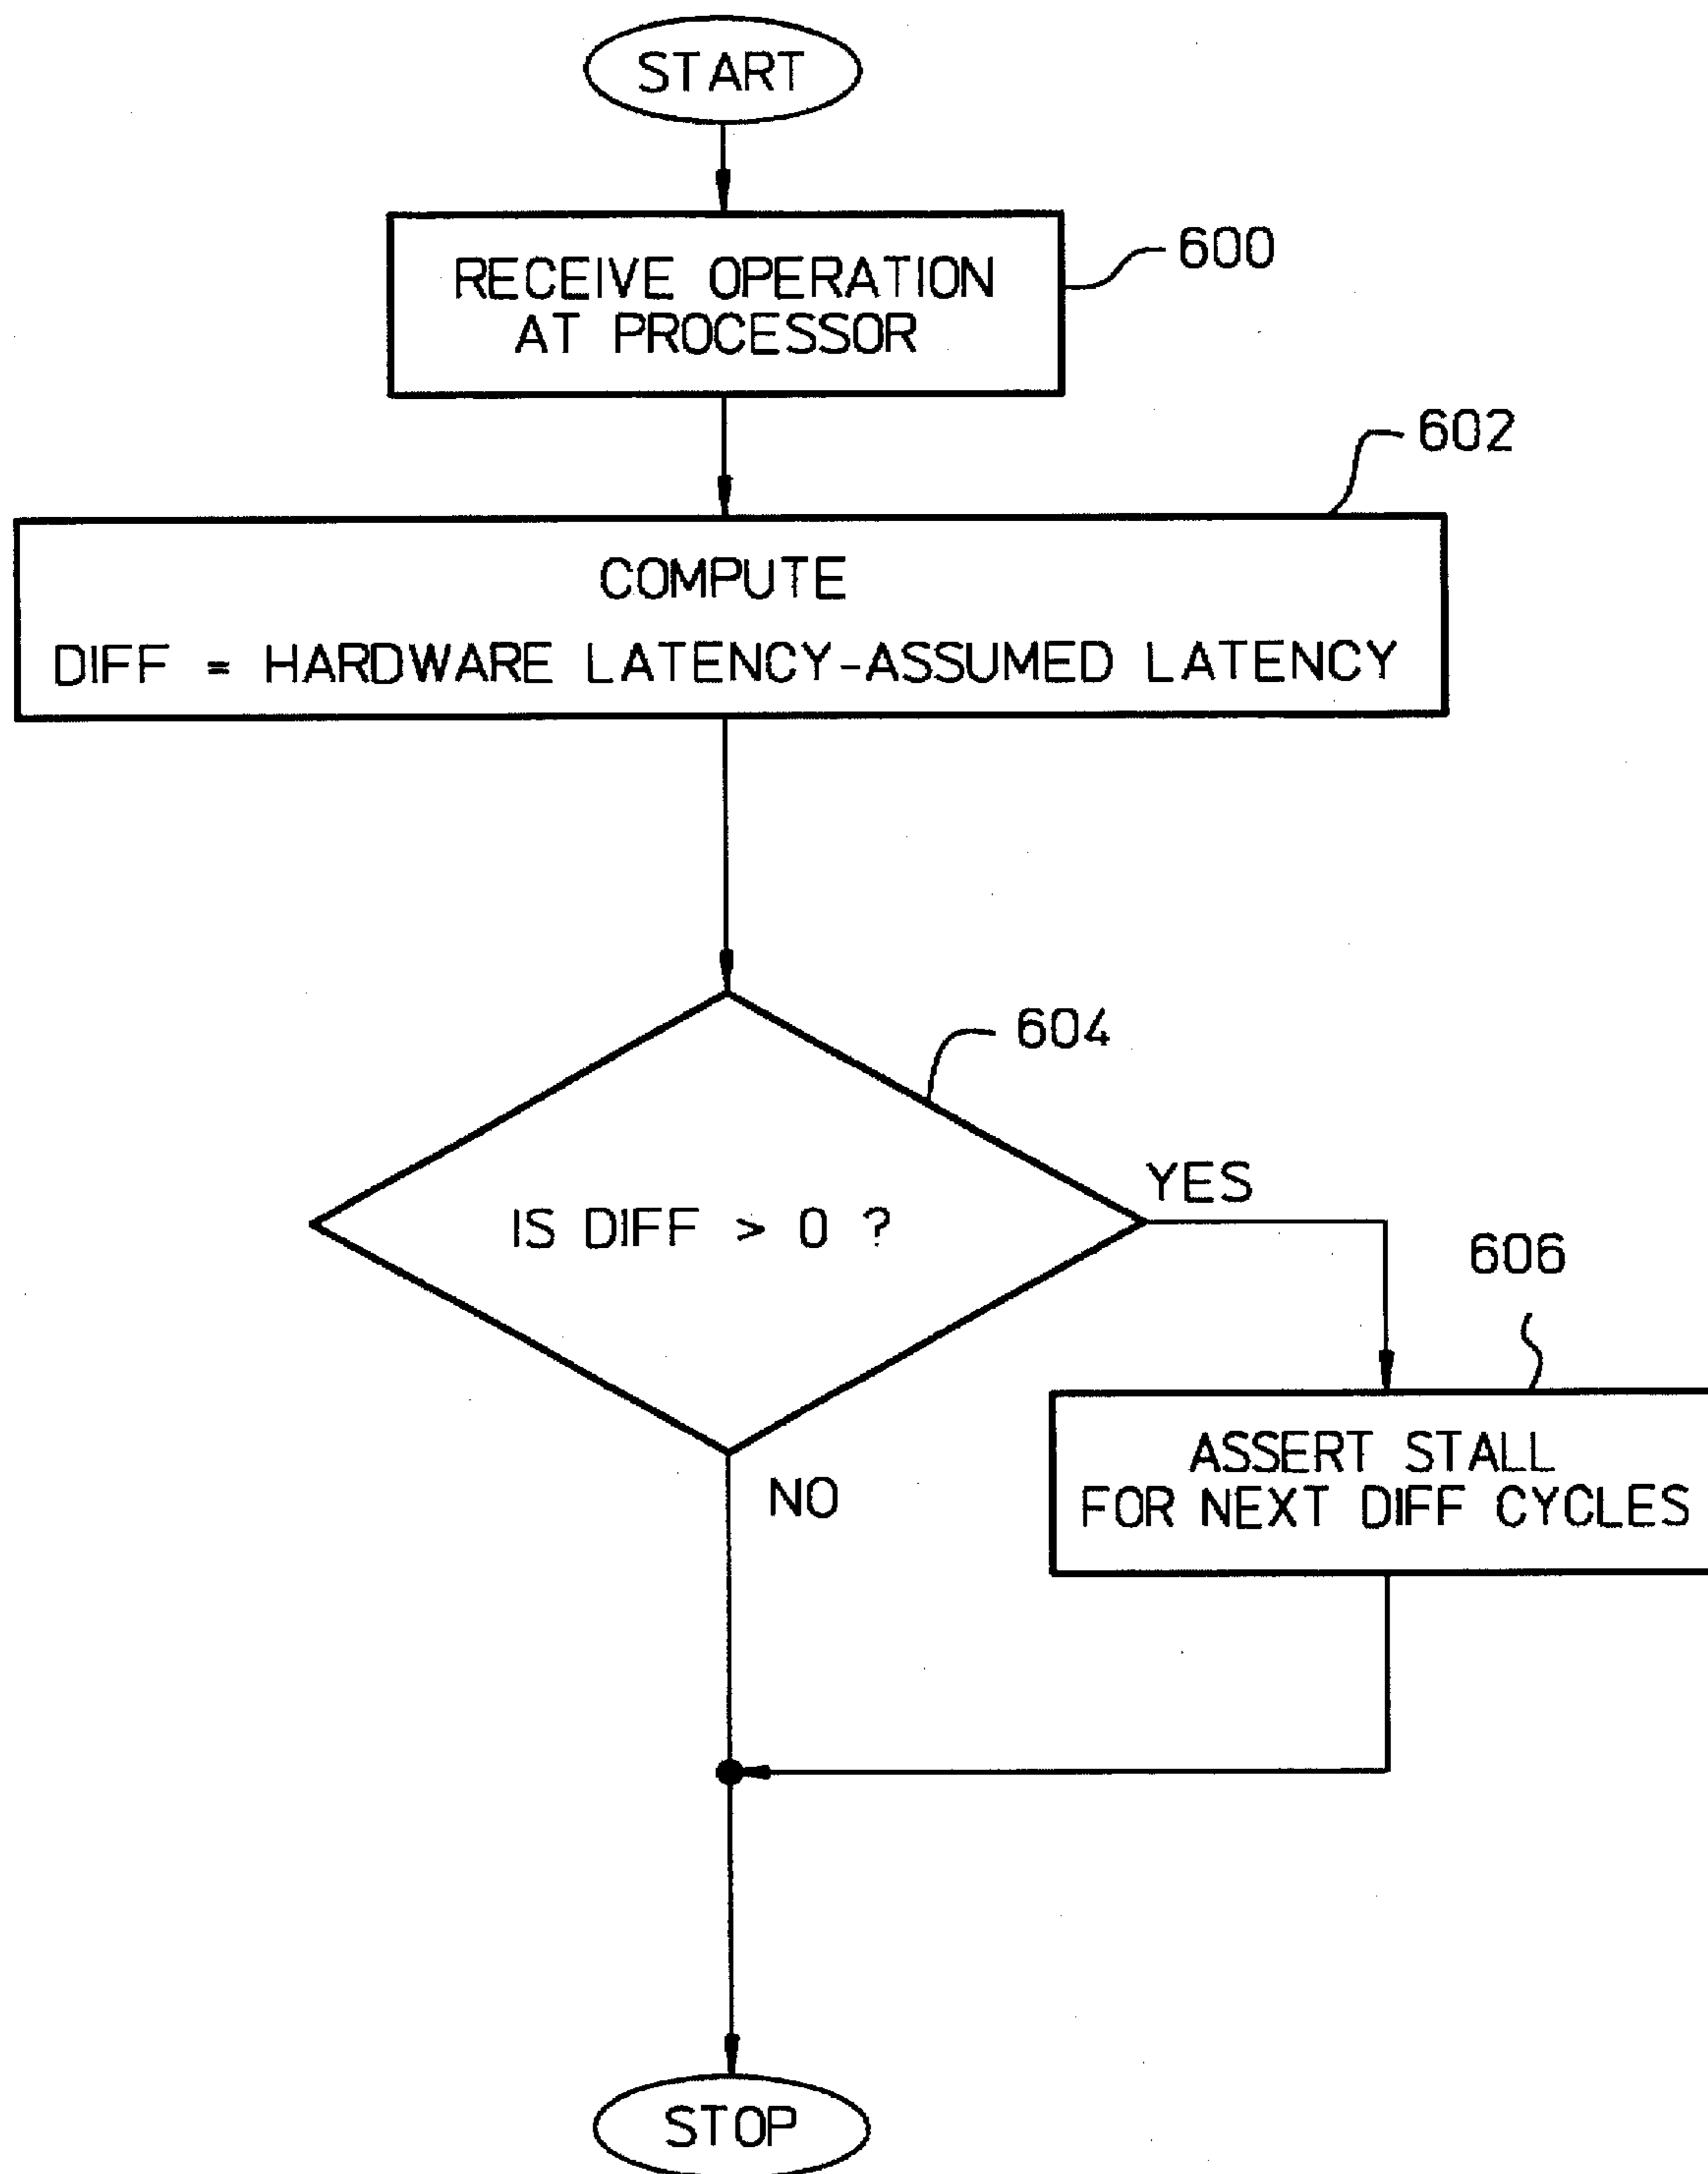 START
RECEIVE OPERATION
AT PROCESSOR
600
602
COMPUTE
DIFF = HARDWARE LATENCY-ASSUMED LATENCY
604
IS DIFF > 0 ?
YES
606
ASSERT STALL
FOR NEXT DIFF CYCLES
NO
STOP